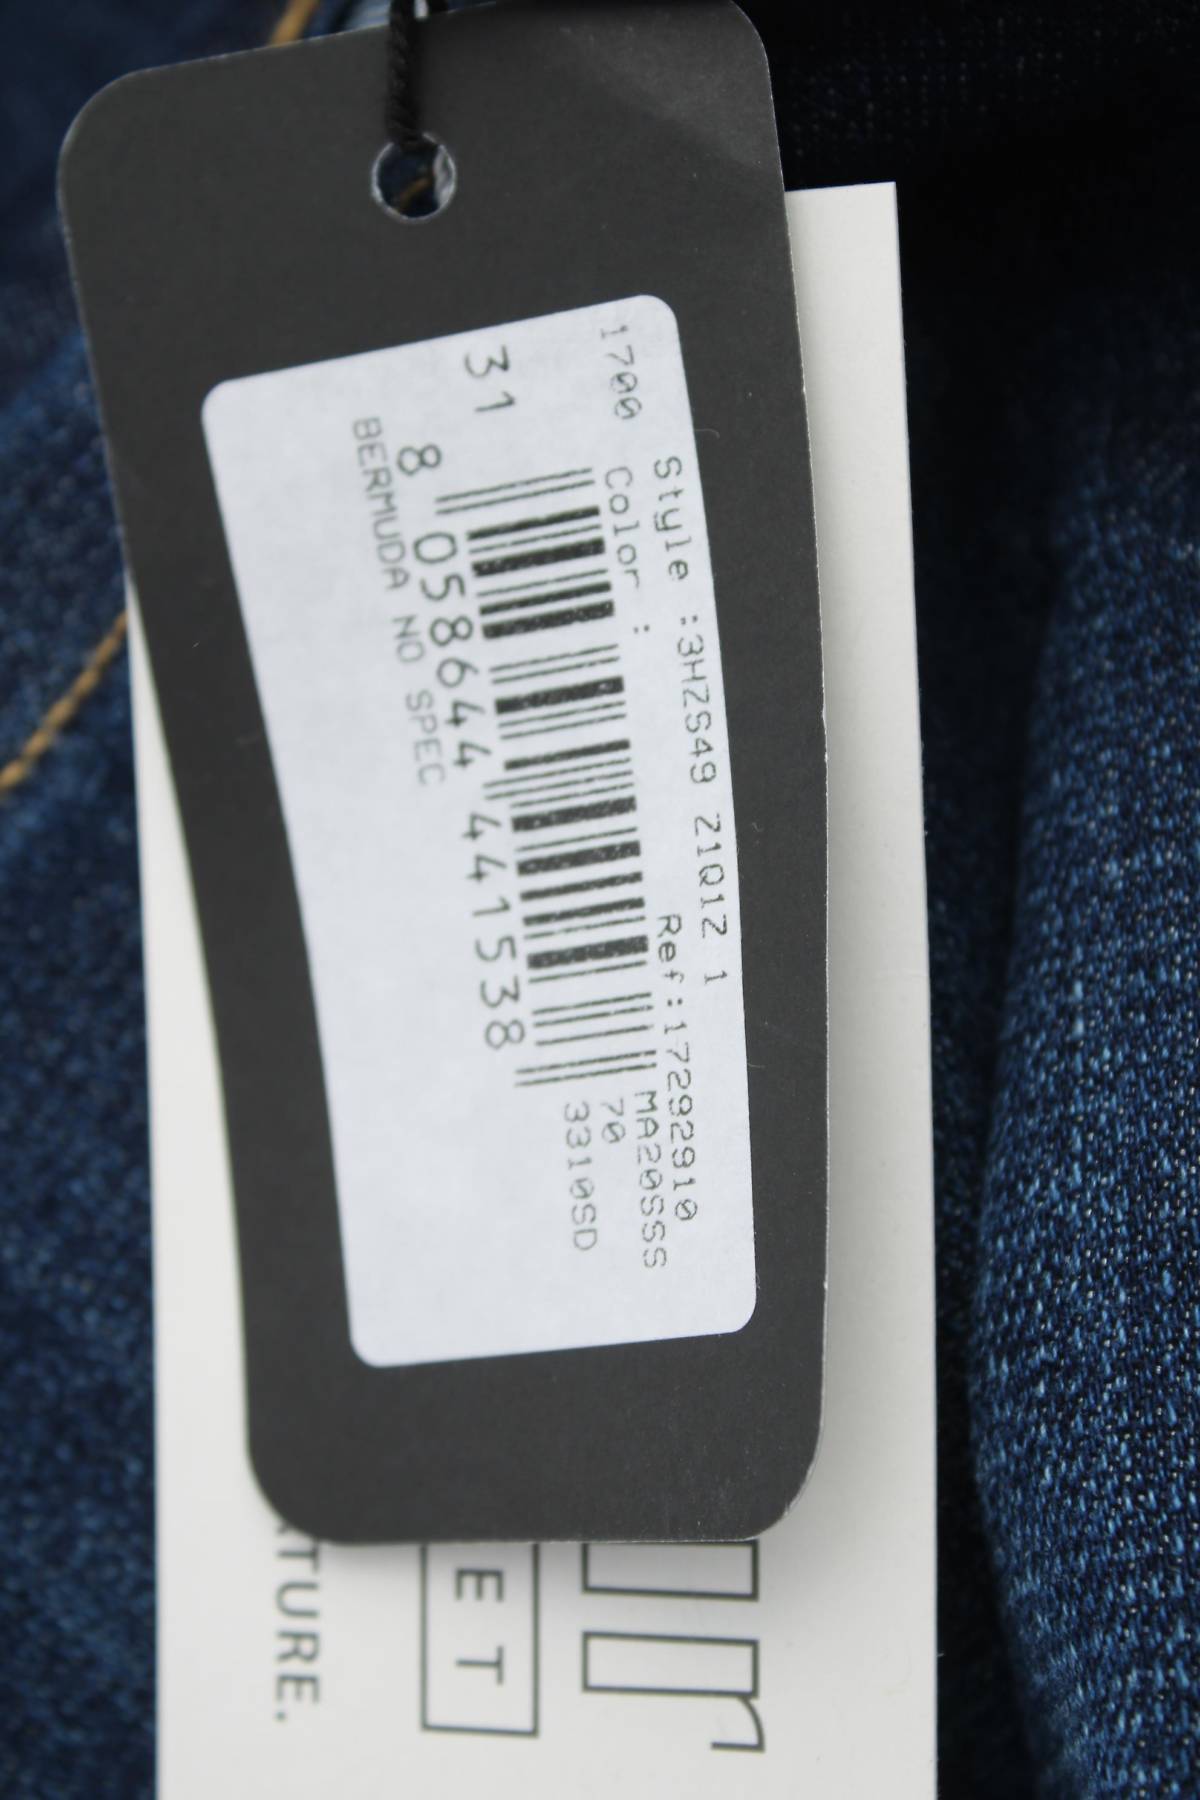 Style :3HZS49 Z1Q1Z 1
1700 Color : Ref:17292910
MA20SSS
70
3310SD
31
8 058644 441538
BERMUDA NO SPEC
ET
TURE.